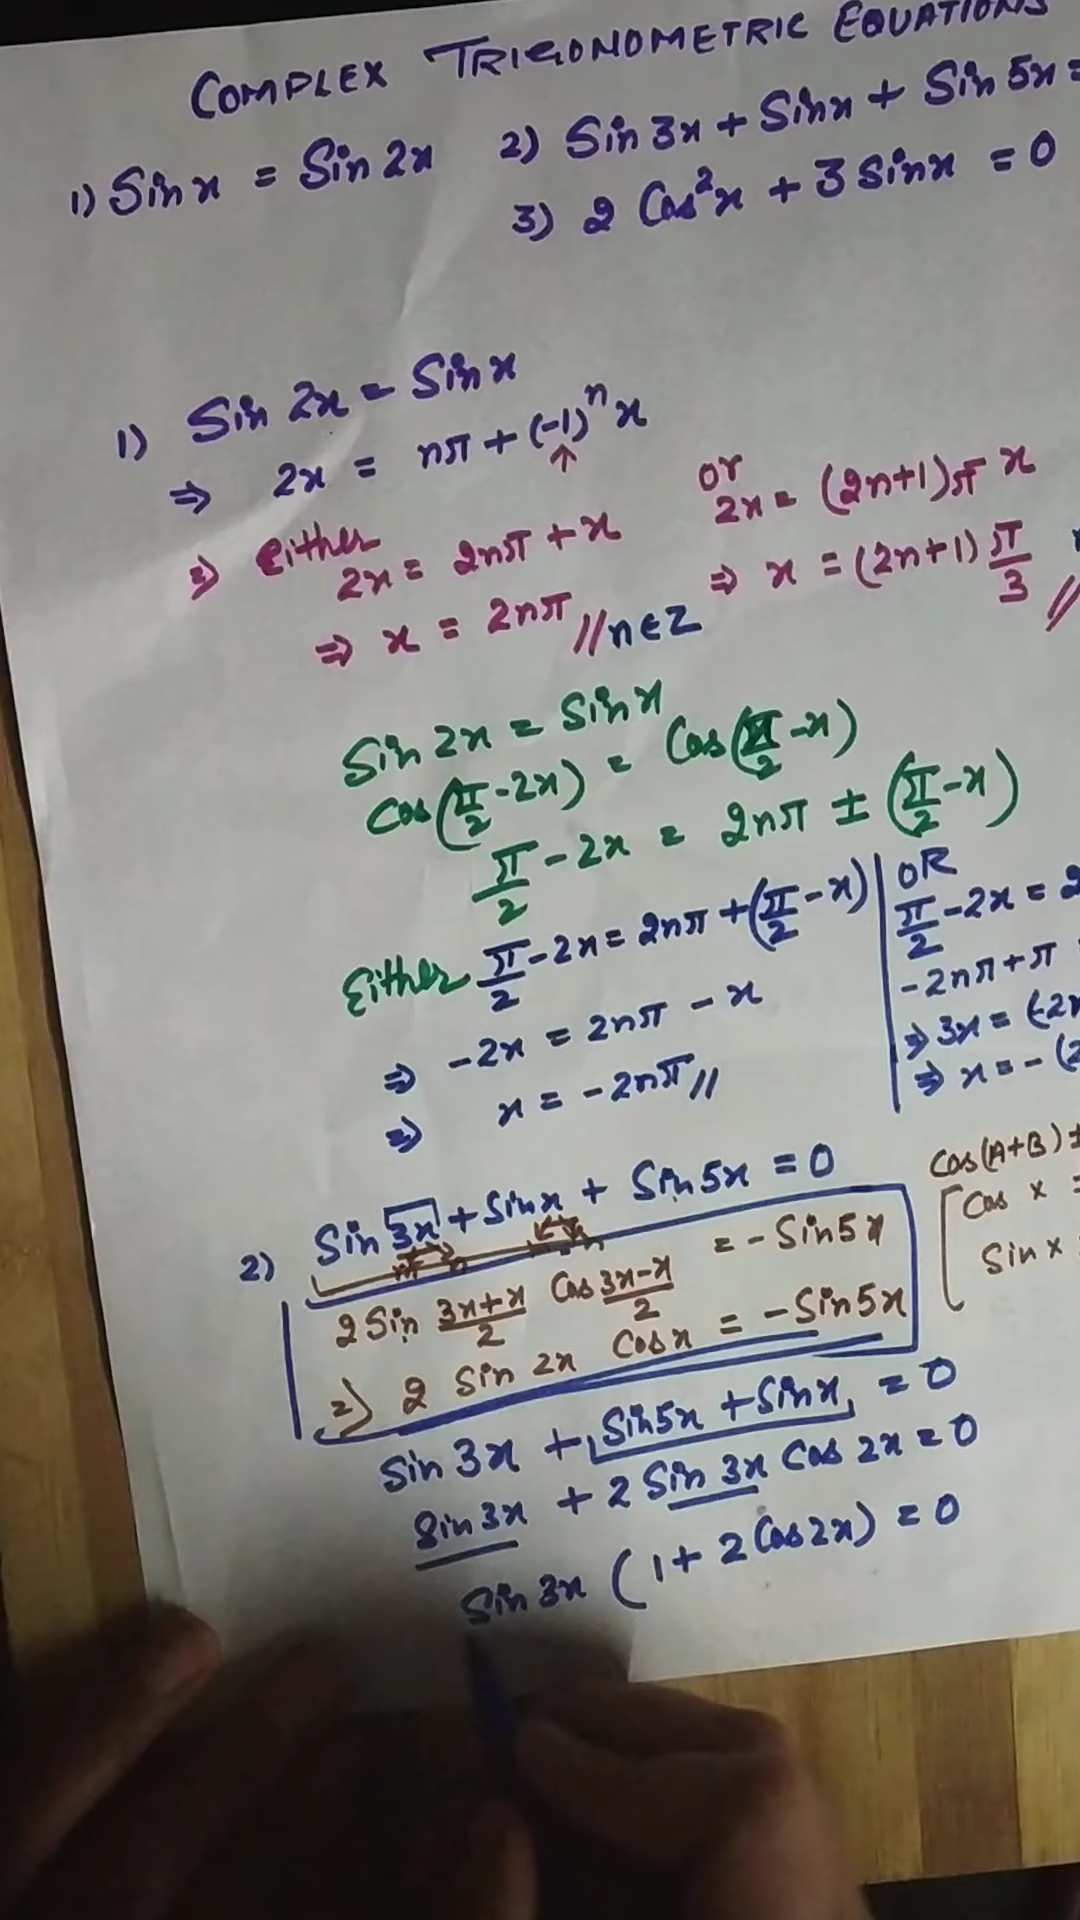 COMPLEX TRIGONOMETRIC EQUATIONS
1) Sin x = Sin 2x 2) Sin 3x + Sin x + Sin 5x =
3) 2 Cos²x + 3 Sin x = 0
1) Sin 2x = Sin x
⇒ 2x = nπ + (-1)ⁿ x
↑
⇒ Either 2x = 2nπ + x or 2x = (2n+1)π - x
⇒ x = 2nπ // n ∈ Z ⇒ x = (2n+1) π/3 //
Sin 2x = Sin x
Cos (π/2 - 2x) = Cos (π/2 - x)
π/2 - 2x = 2nπ ± (π/2 - x)
Either π/2 - 2x = 2nπ + (π/2 - x)
⇒ -2x = 2nπ - x
⇒ x = -2nπ //
OR
π/2 - 2x = 2
-2nπ + π
⇒ 3x = (-2n
⇒ x = - (2
2) Sin 3x + Sin x + Sin 5x = 0
2 Sin (3x+x)/2 Cos (3x-x)/2 = - Sin 5x
⇒ 2 Sin 2x Cos x = - Sin 5x
Cos (A+B) ±
Cos x =
Sin x
Sin 3x + Sin 5x + Sin x = 0
Sin 3x + 2 Sin 3x Cos 2x = 0
Sin 3x (1 + 2 Cos 2x) = 0